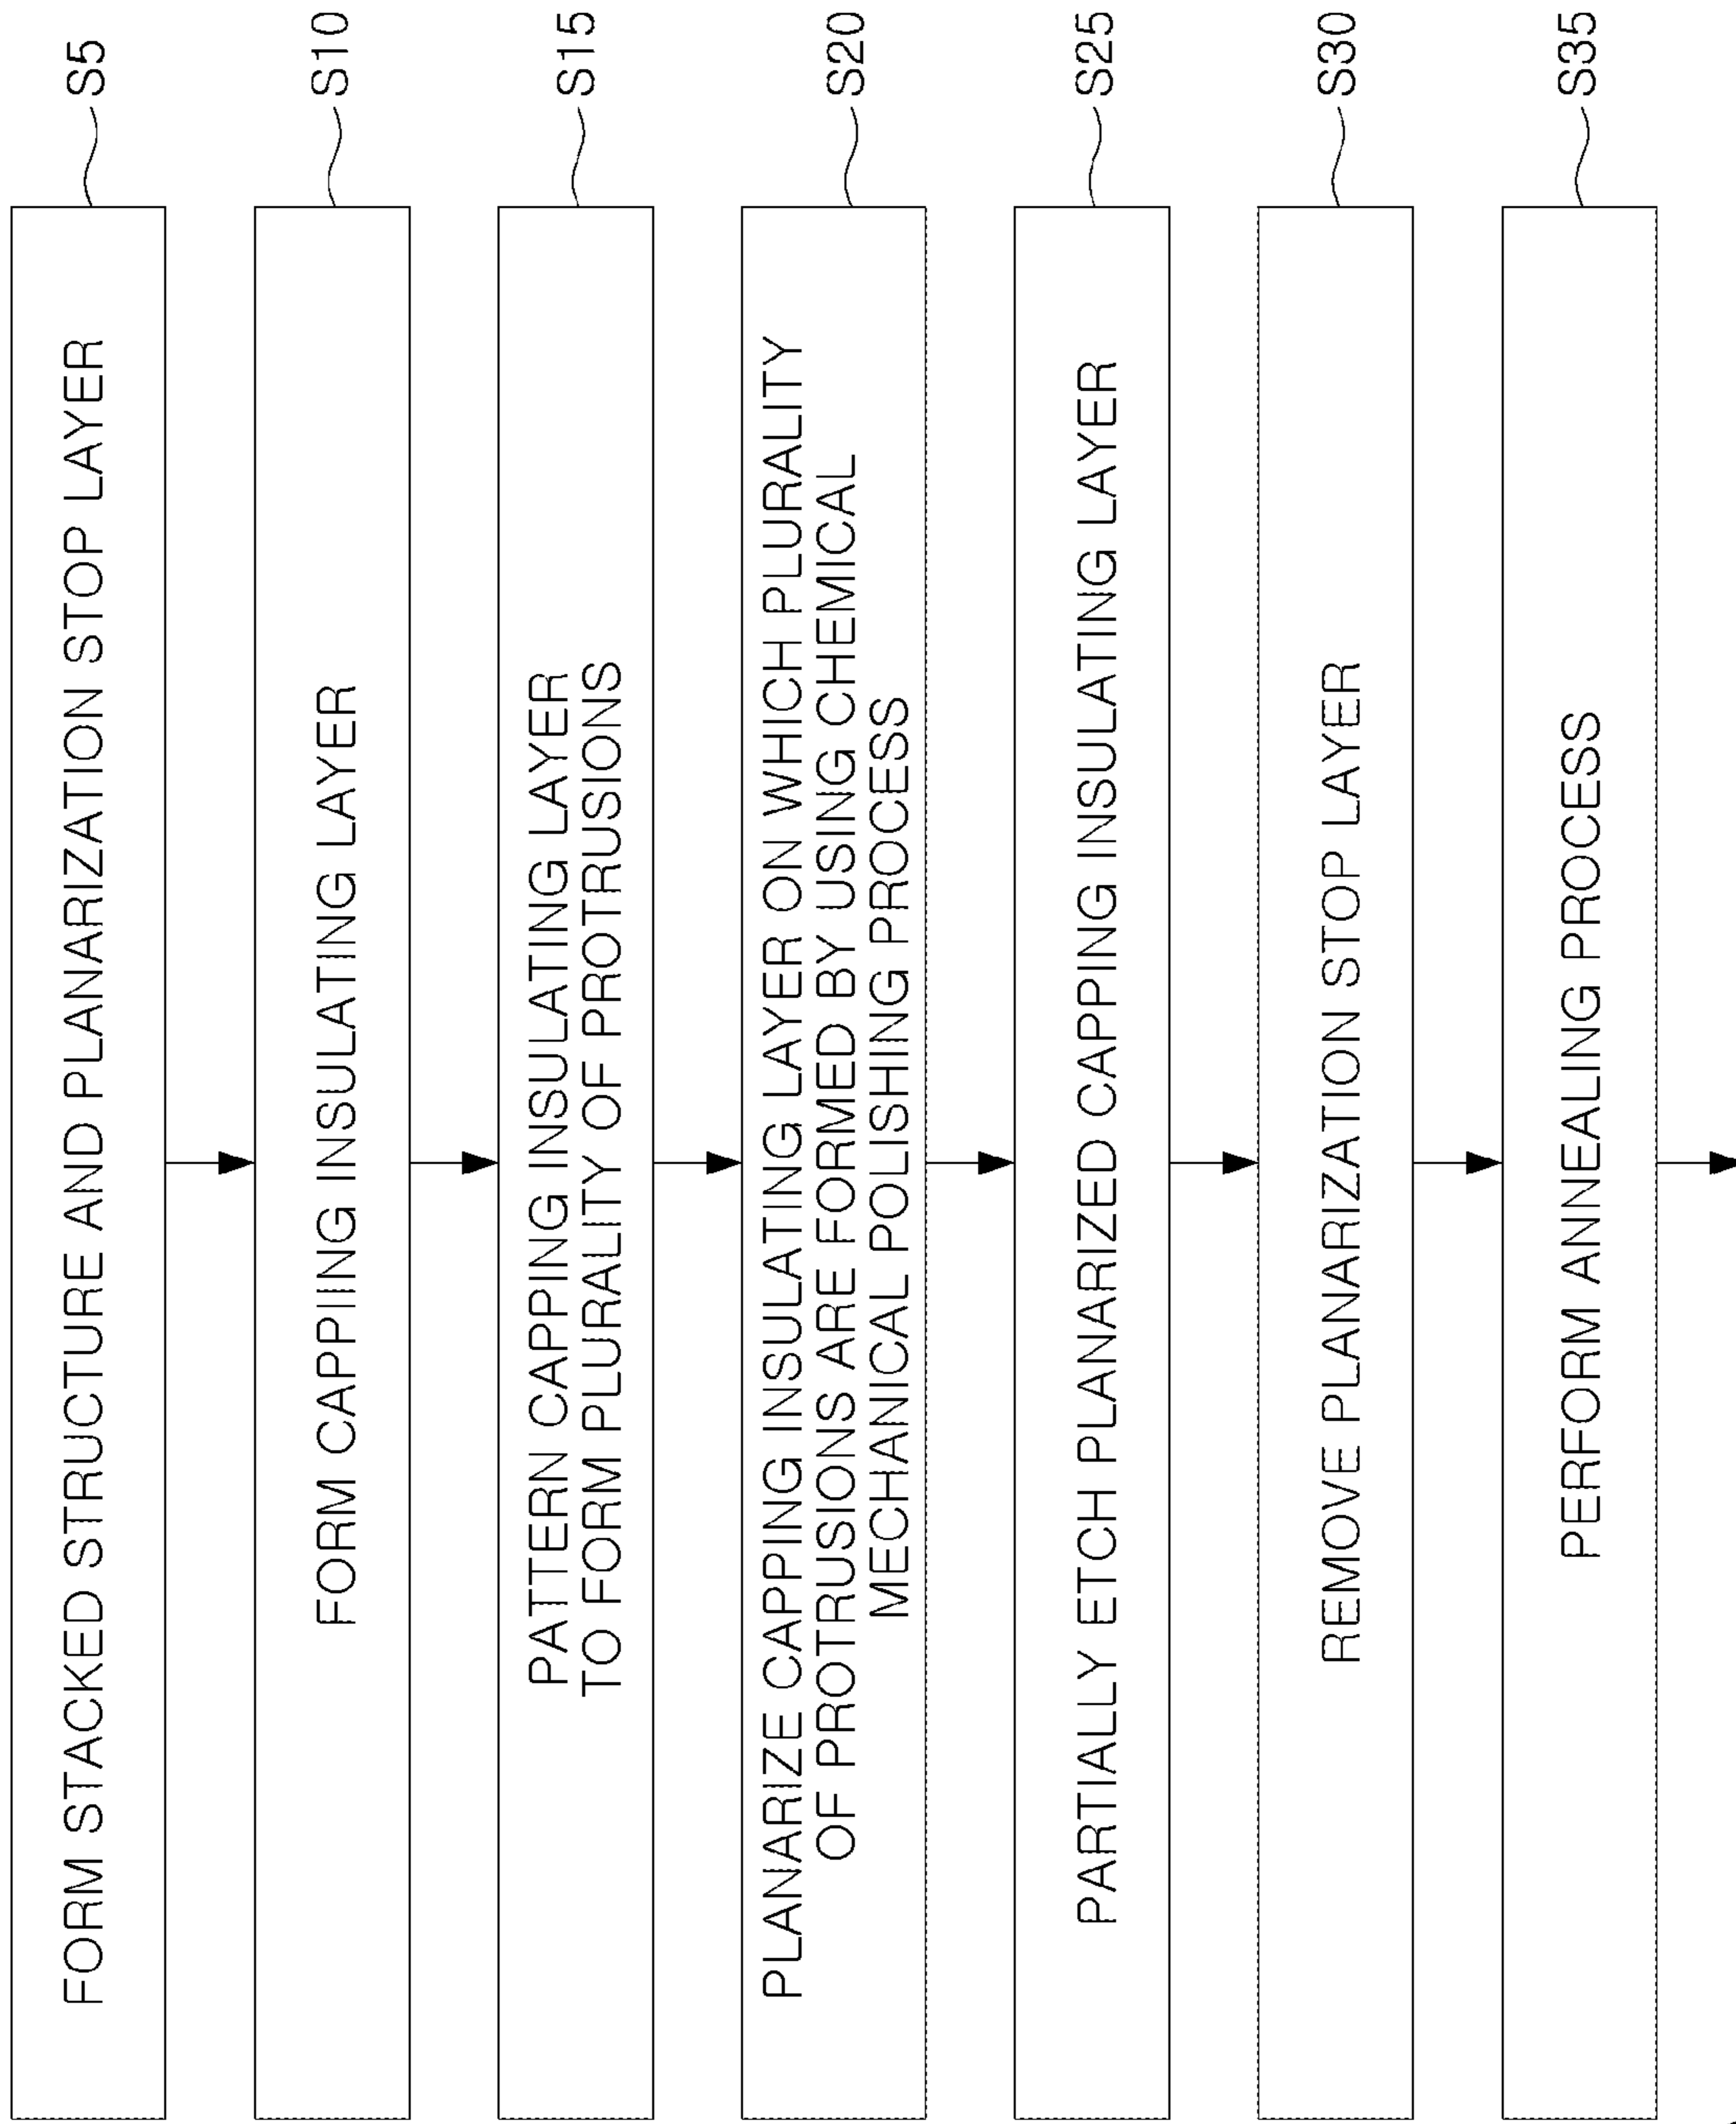 FORM STACKED STRUCTURE AND PLANARIZATION STOP LAYER
S5
FORM CAPPING INSULATING LAYER
S10
PATTERN CAPPING INSULATING LAYER
TO FORM PLURALITY OF PROTRUSIONS
S15
PLANARIZE CAPPING INSULATING LAYER ON WHICH PLURALITY
OF PROTRUSIONS ARE FORMED BY USING CHEMICAL
MECHANICAL POLISHING PROCESS
S20
PARTIALLY ETCH PLANARIZED CAPPING INSULATING LAYER
S25
REMOVE PLANARIZATION STOP LAYER
S30
PERFORM ANNEALING PROCESS
S35